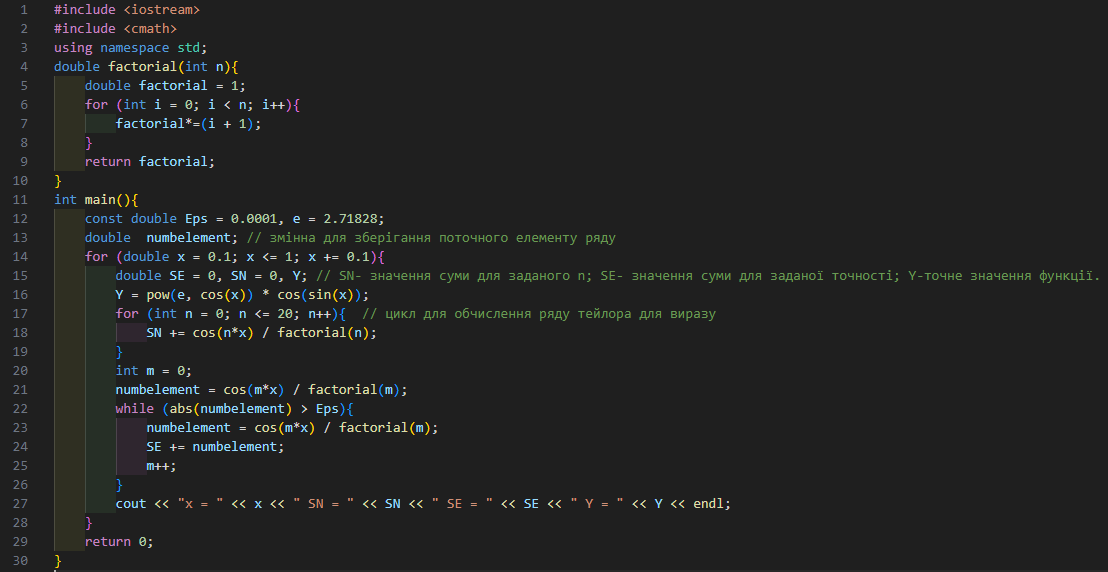 1 #include <iostream>
2 #include <cmath>
3 using namespace std;
4 double factorial(int n){
5     double factorial = 1;
6     for (int i = 0; i < n; i++){
7         factorial*=(i + 1);
8     }
9     return factorial;
10 }
11 int main(){
12     const double Eps = 0.0001, e = 2.71828;
13     double  numbelement; // змінна для зберігання поточного елементу ряду
14     for (double x = 0.1; x <= 1; x += 0.1){
15         double SE = 0, SN = 0, Y; // SN- значення суми для заданого n; SE- значення суми для заданої точності; Y-точне значення функції.
16         Y = pow(e, cos(x)) * cos(sin(x));
17         for (int n = 0; n <= 20; n++){  // цикл для обчислення ряду тейлора для виразу
18             SN += cos(n*x) / factorial(n);
19         }
20         int m = 0;
21         numbelement = cos(m*x) / factorial(m);
22         while (abs(numbelement) > Eps){
23             numbelement = cos(m*x) / factorial(m);
24             SE += numbelement;
25             m++;
26         }
27         cout << "x = " << x << " SN = " << SN << " SE = " << SE << " Y = " << Y << endl;
28     }
29     return 0;
30 }